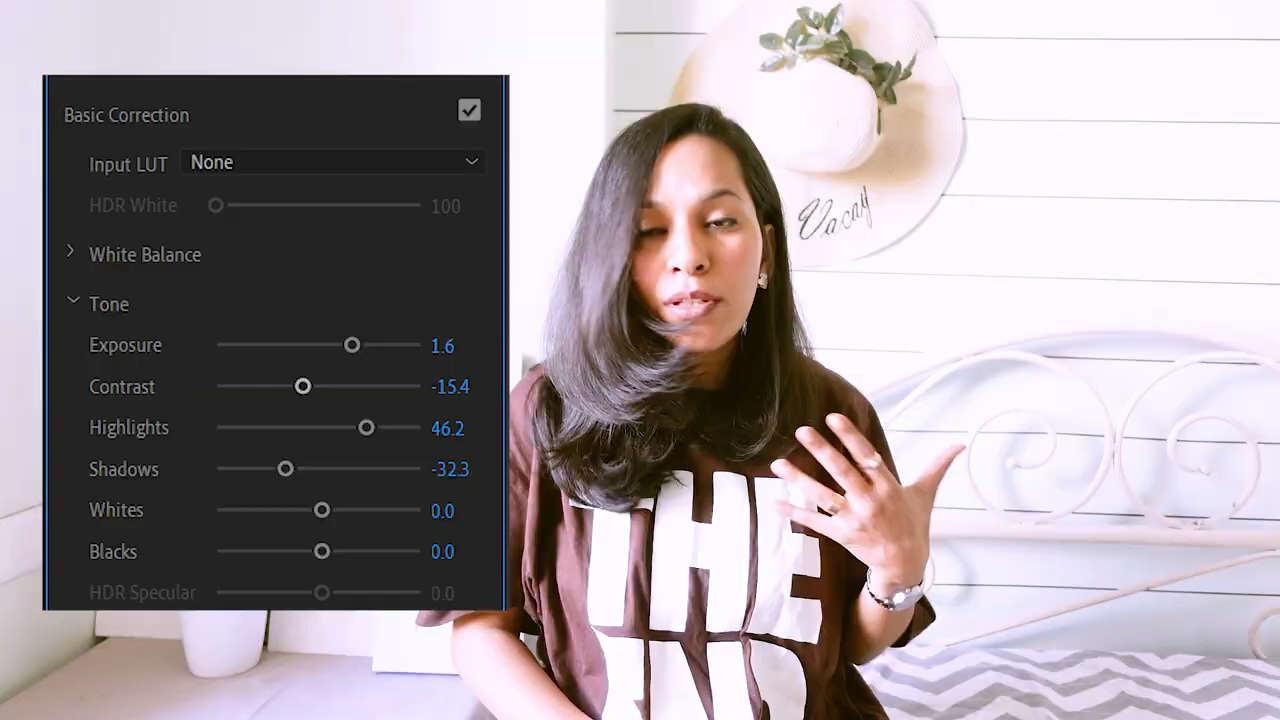 Basic Correction
Input LUT None
HDR White 100
White Balance
Tone
Exposure 1.6
Contrast -15.4
Highlights 46.2
Shadows -32.3
Whites 0.0
Blacks 0.0
HDR Specular 0.0
Vacay
THE